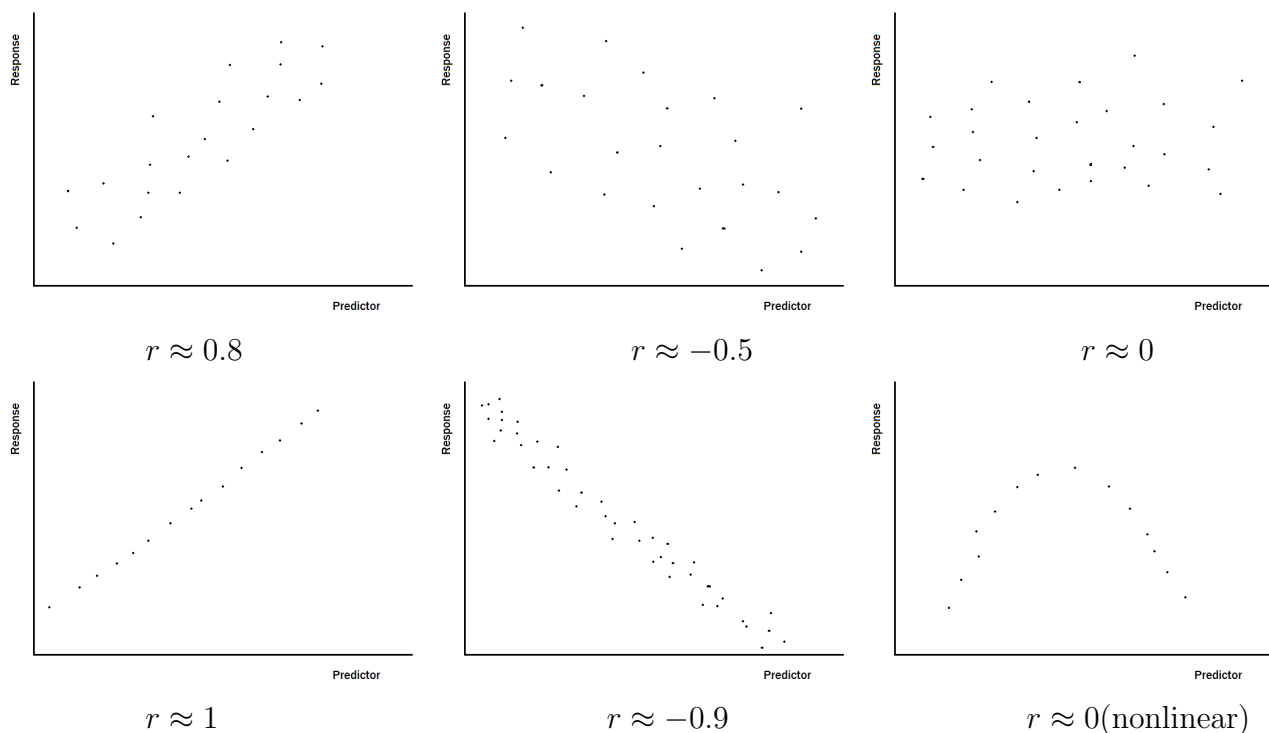 Response
Response
Response
Predictor
Predictor
Predictor
r ≈ 0.8
r ≈ −0.5
r ≈ 0
Response
Response
Response
Predictor
Predictor
Predictor
r ≈ 1
r ≈ −0.9
r ≈ 0(nonlinear)